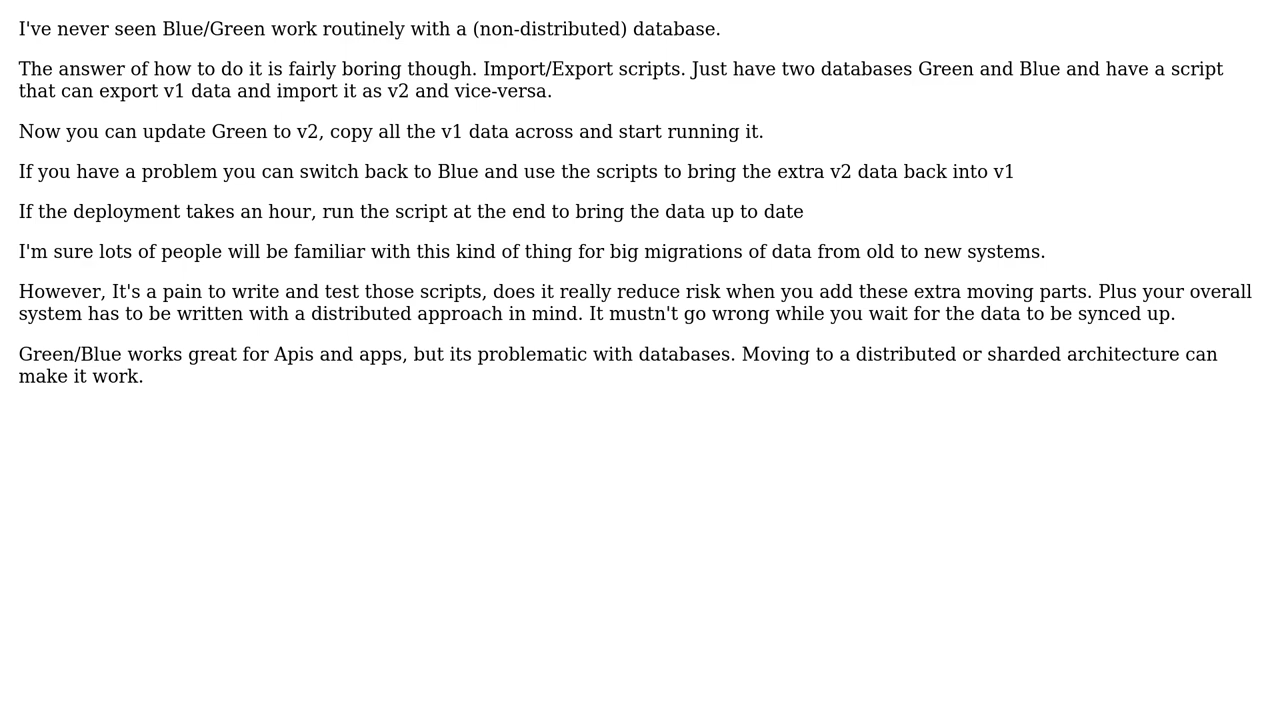 I've never seen Blue/Green work routinely with a (non-distributed) database.
The answer of how to do it is fairly boring though. Import/Export scripts. Just have two databases Green and Blue and have a script
that can export v1 data and import it as v2 and vice-versa.
Now you can update Green to v2, copy all the v1 data across and start running it.
If you have a problem you can switch back to Blue and use the scripts to bring the extra v2 data back into v1
If the deployment takes an hour, run the script at the end to bring the data up to date
I'm sure lots of people will be familiar with this kind of thing for big migrations of data from old to new systems.
However, It's a pain to write and test those scripts, does it really reduce risk when you add these extra moving parts. Plus your overall
system has to be written with a distributed approach in mind. It mustn't go wrong while you wait for the data to be synced up.
Green/Blue works great for Apis and apps, but its problematic with databases. Moving to a distributed or sharded architecture can
make it work.